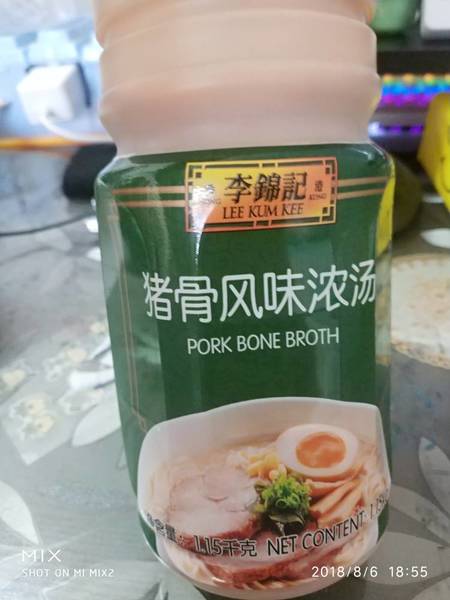 李錦記
LEE KUM KEE
猪骨风味浓汤
PORK BONE BROTH
1.15千克 NET CONTENT:
MIX
SHOT ON MI MIX2
2018/8/6 18:55